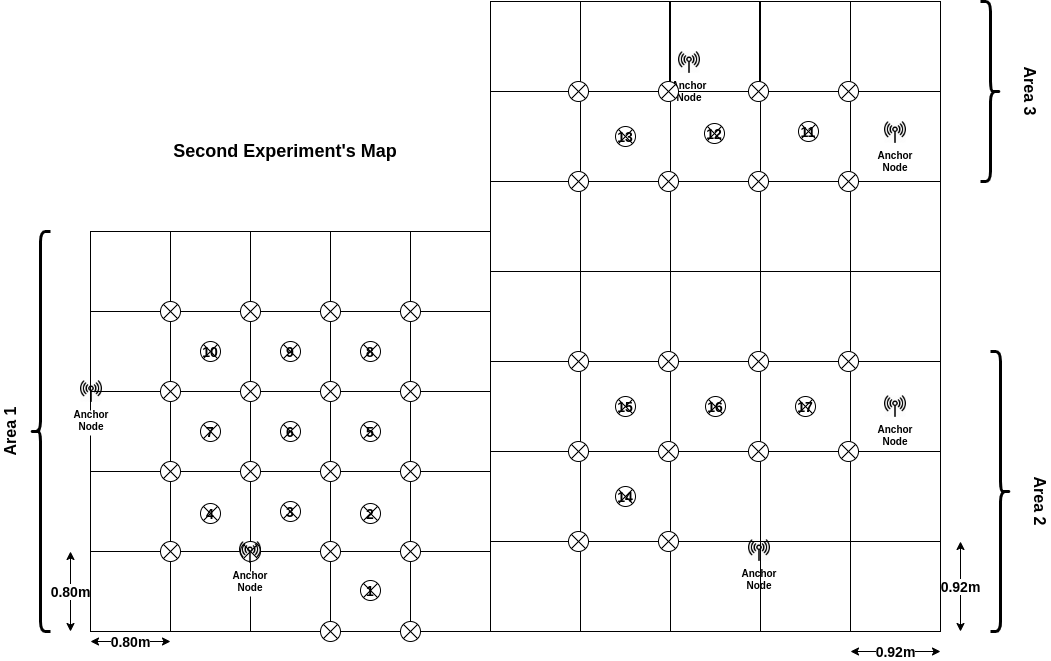 Area 3
Anchor
Node
13
12
11
Anchor
Node
Second Experiment's Map
10
9
8
Anchor
Node
Area 1
7
6
5
15
16
17
Anchor
Node
14
4
3
2
Area 2
Anchor
Node
Anchor
Node
1
0.80m
0.92m
0.80m
0.92m